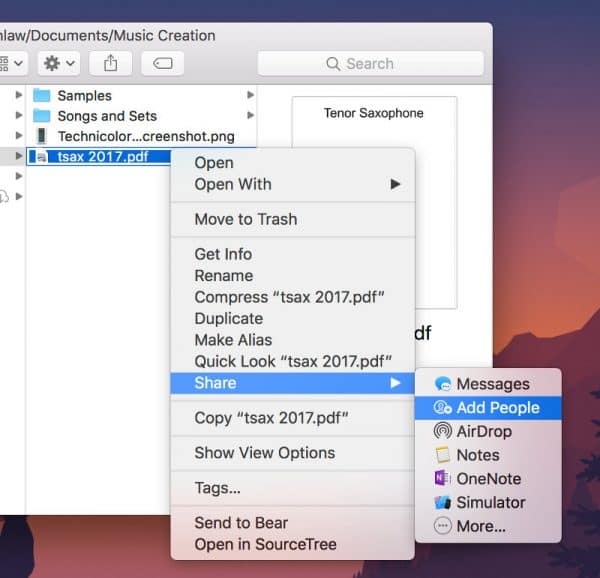 nlaw/Documents/Music Creation
Search
Samples
Songs and Sets
Technicolor...creenshot.png
tsax 2017.pdf
Tenor Saxophone
df
Open
Open With
Move to Trash
Get Info
Rename
Compress “tsax 2017.pdf”
Duplicate
Make Alias
Quick Look “tsax 2017.pdf”
Share
Copy “tsax 2017.pdf”
Show View Options
Tags...
Send to Bear
Open in SourceTree
Messages
Add People
AirDrop
Notes
OneNote
Simulator
More...